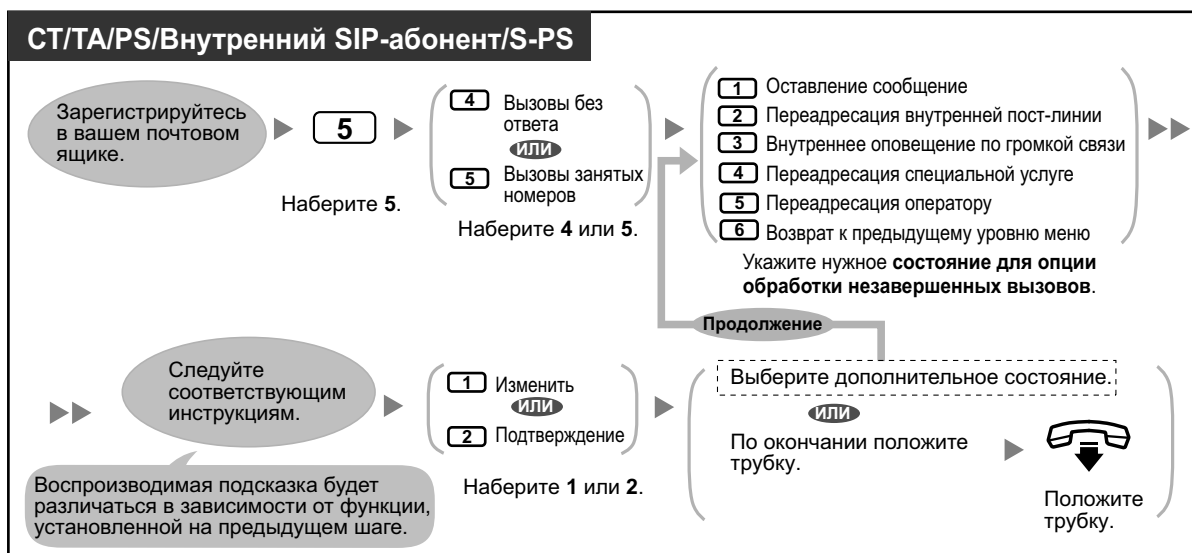 CT/TA/PS/Внутренний SIP-абонент/S-PS
Зарегистрируйтесь
в вашем почтовом
ящике.
5
Наберите 5.
4 Вызовы без
ответа
ИЛИ
5 Вызовы занятых
номеров
Наберите 4 или 5.
1 Оставление сообщение
2 Переадресация внутренней пост-линии
3 Внутреннее оповещение по громкой связи
4 Переадресация специальной услуге
5 Переадресация оператору
6 Возврат к предыдущему уровню меню
Укажите нужное состояние для опции
обработки незавершенных вызовов.
Продолжение
Следуйте
соответствующим
инструкциям.
Воспроизводимая подсказка будет
различаться в зависимости от функции,
установленной на предыдущем шаге.
1 Изменить
ИЛИ
2 Подтверждение
Наберите 1 или 2.
Выберите дополнительное состояние.
ИЛИ
По окончании положите
трубку.
Положите
трубку.